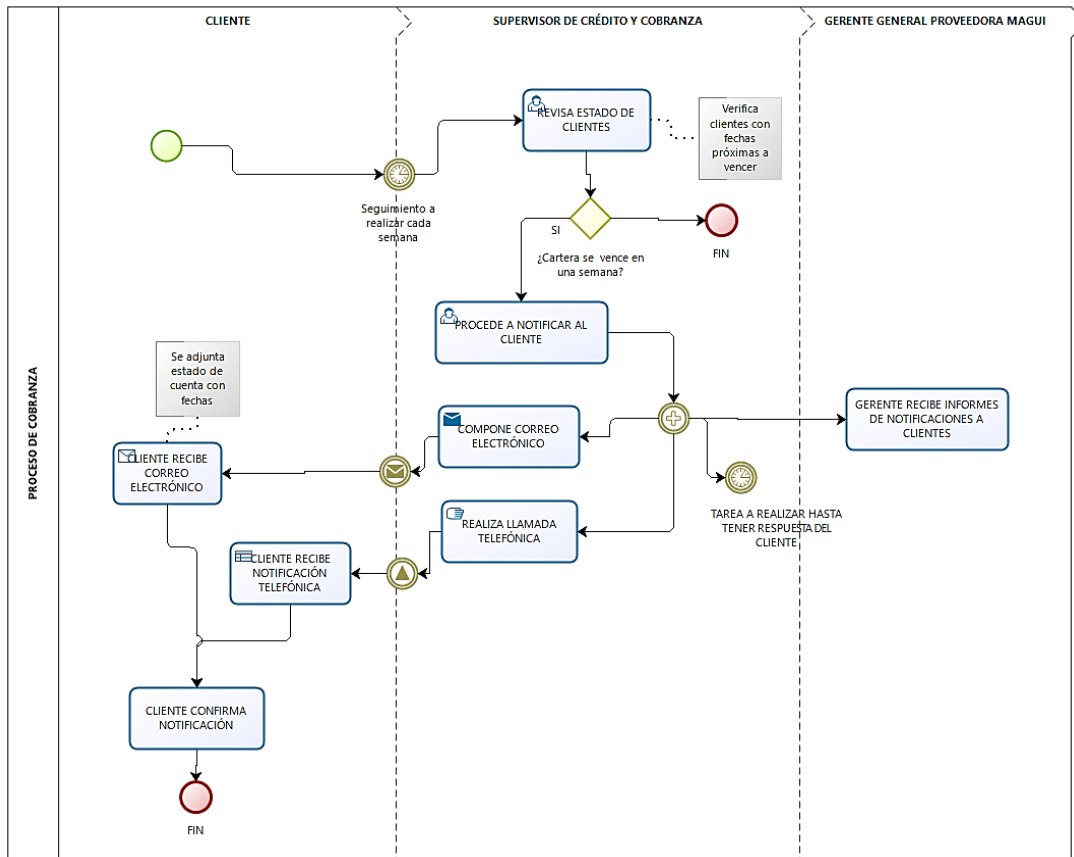 CLIENTE
SUPERVISOR DE CRÉDITO Y COBRANZA
GERENTE GENERAL PROVEEDORA MAGUI
PROCESO DE COBRANZA
REVISA ESTADO DE
CLIENTES
Verifica
clientes con
fechas
próximas a
vencer
Seguimiento a
realizar cada
semana
SI
¿Cartera se vence en
una semana?
FIN
PROCEDE A NOTIFICAR AL
CLIENTE
Se adjunta
estado de
cuenta con
fechas
COMPONE CORREO
ELECTRÓNICO
GERENTE RECIBE INFORMES
DE NOTIFICACIONES A
CLIENTES
CLIENTE RECIBE
CORREO
ELECTRÓNICO
TAREA A REALIZAR HASTA
TENER RESPUESTA DEL
CLIENTE
REALIZA LLAMADA
TELEFÓNICA
CLIENTE RECIBE
NOTIFICACIÓN
TELEFÓNICA
CLIENTE CONFIRMA
NOTIFICACIÓN
FIN